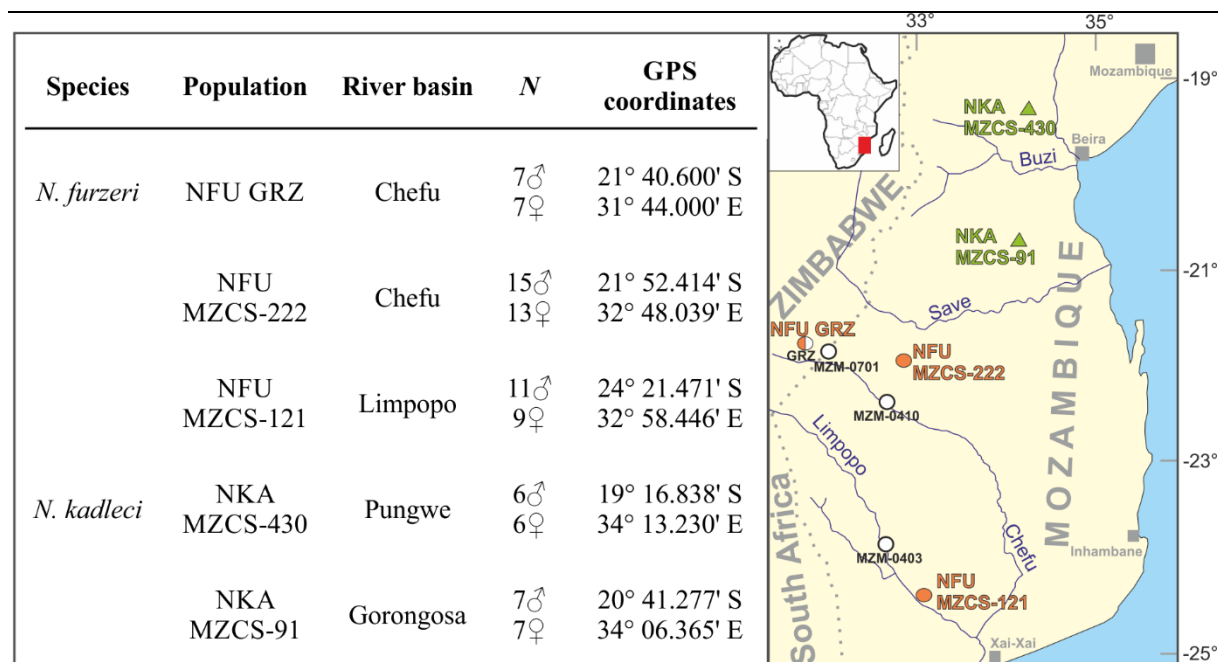 Species Population River basin N GPS coordinates
N. furzeri NFU GRZ Chefu 7♂ 7♀ 21° 40.600' S 31° 44.000' E
NFU MZCS-222 Chefu 15♂ 13♀ 21° 52.414' S 32° 48.039' E
NFU MZCS-121 Limpopo 11♂ 9♀ 24° 21.471' S 32° 58.446' E
N. kadleci NKA MZCS-430 Pungwe 6♂ 6♀ 19° 16.838' S 34° 13.230' E
NKA MZCS-91 Gorongosa 7♂ 7♀ 20° 41.277' S 34° 06.365' E
33° 35°
Mozambique
-19°
NKA
MZCS-430
Beira
Buzi
ZIMBABWE
NKA
MZCS-91
MOZAMBIQUE
-21°
Save
NFU GRZ
GRZ
MZM-0701
NFU
MZCS-222
MZM-0410
Limpopo
-23°
South Africa
Chefu
Inhambane
MZM-0403
NFU
MZCS-121
Xai-Xai
-25°